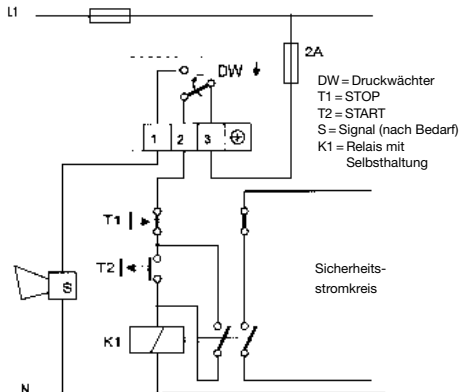 L1
2A
DW
DW = Druckwächter
T1 = STOP
T2 = START
S = Signal (nach Bedarf)
K1 = Relais mit
Selbsthaltung
1 2 3
T1
T2
Sicherheits-
stromkreis
S
K1
N